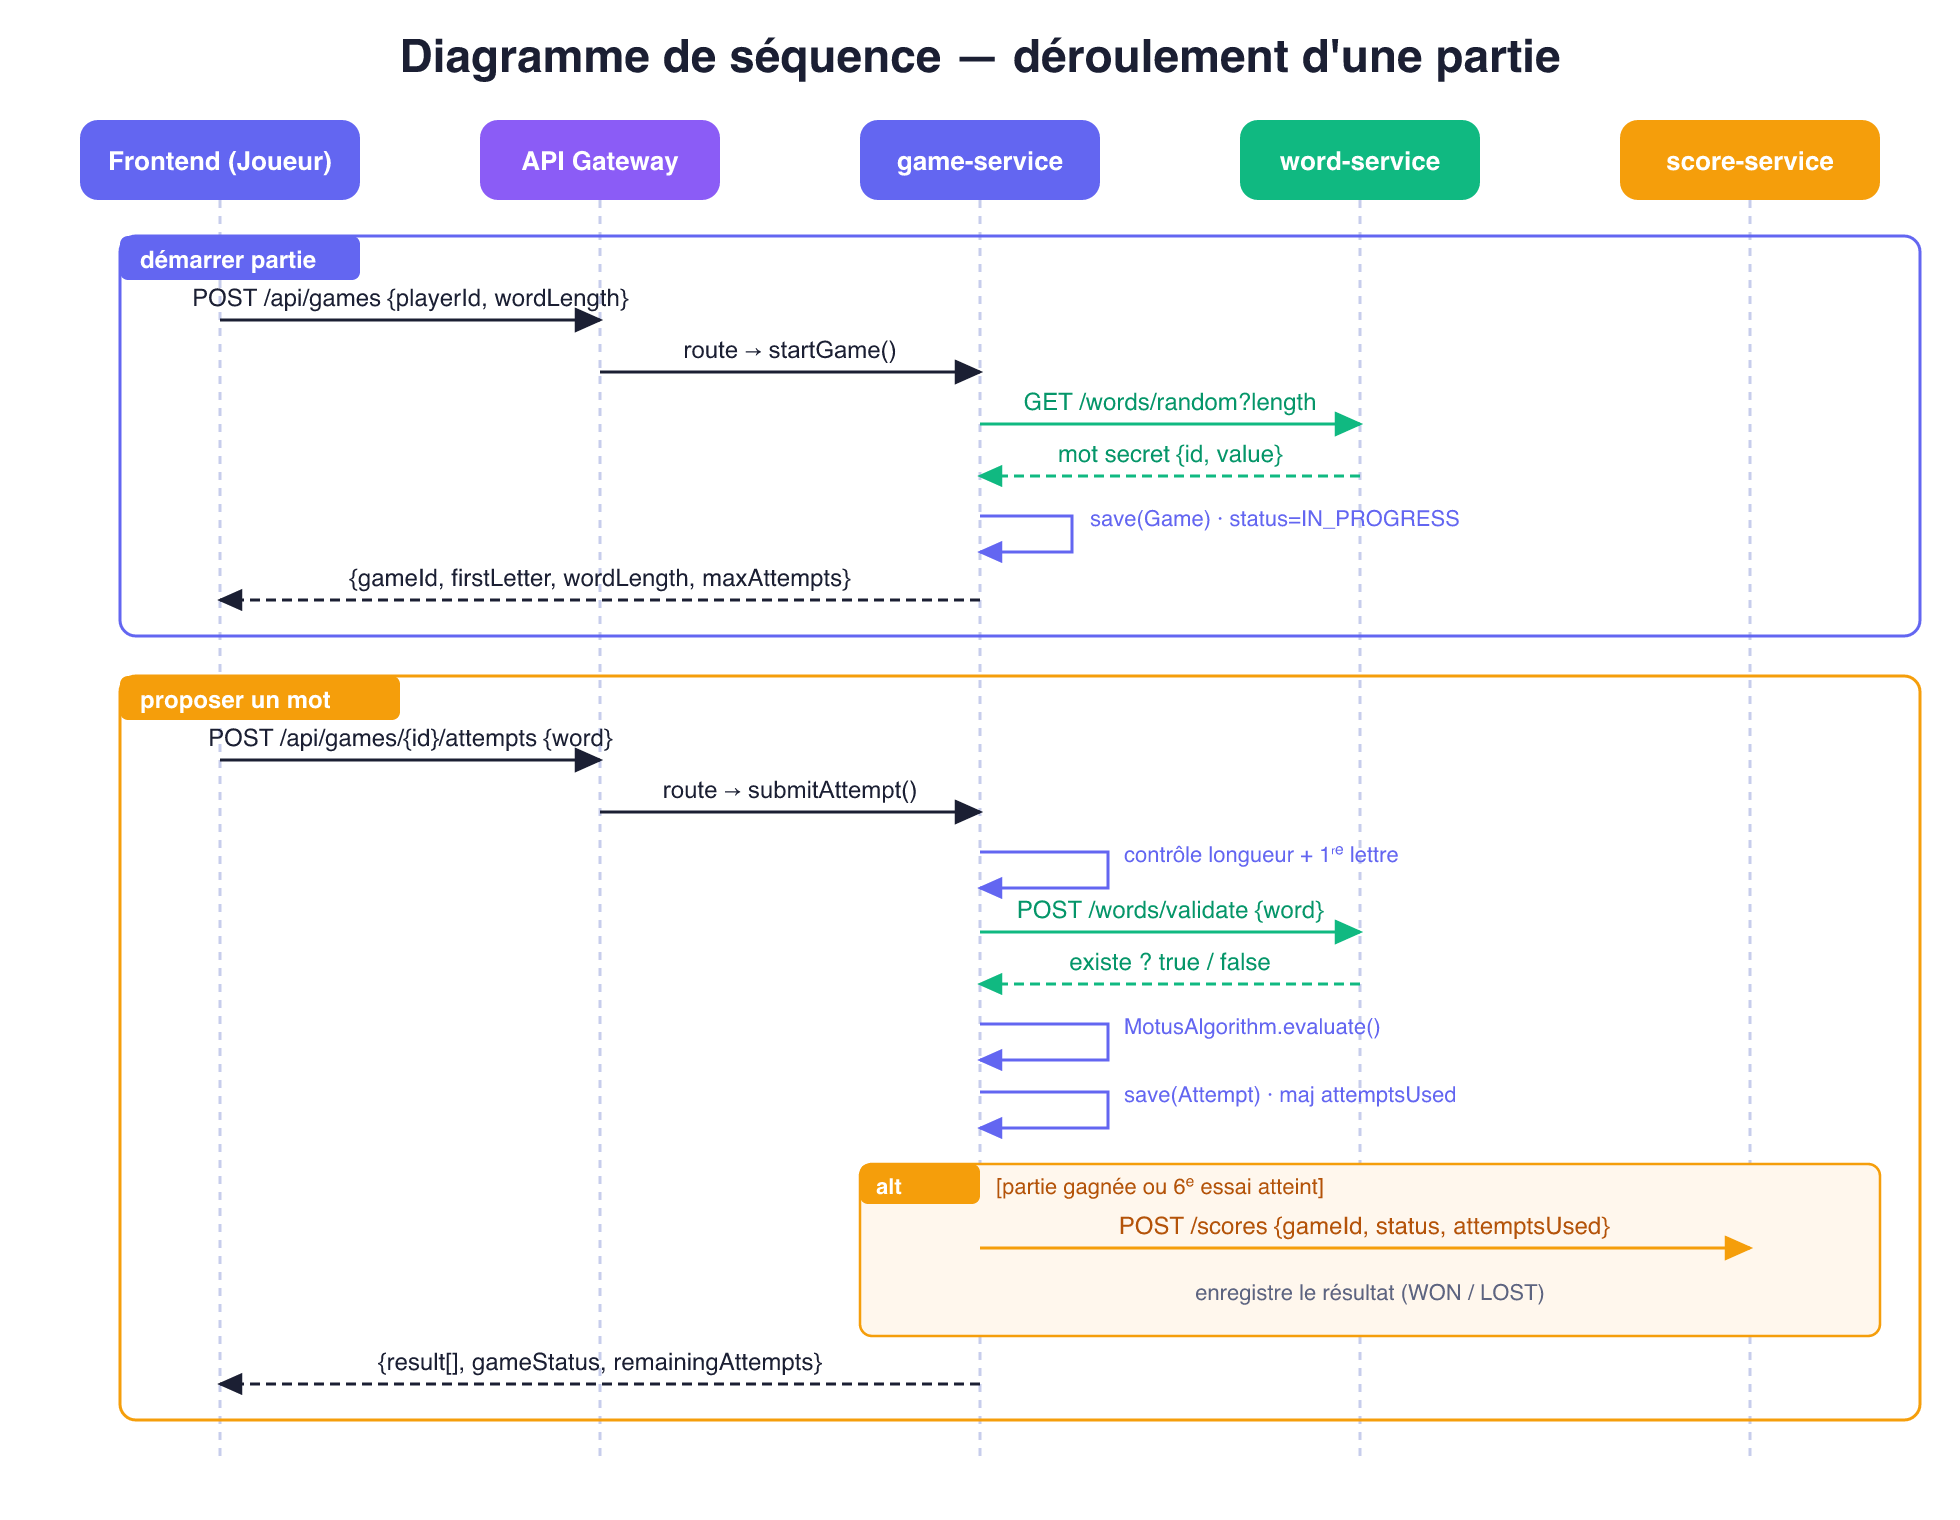 Diagramme de séquence — déroulement d'une partie
Frontend (Joueur)
API Gateway
game-service
word-service
score-service
démarrer partie
POST /api/games {playerId, wordLength}
route → startGame()
GET /words/random?length
mot secret {id, value}
save(Game) · status=IN_PROGRESS
{gameId, firstLetter, wordLength, maxAttempts}
proposer un mot
POST /api/games/{id}/attempts {word}
route → submitAttempt()
contrôle longueur + 1ʳᵉ lettre
POST /words/validate {word}
existe ? true / false
MotusAlgorithm.evaluate()
save(Attempt) · maj attemptsUsed
alt
[partie gagnée ou 6ᵉ essai atteint]
POST /scores {gameId, status, attemptsUsed}
enregistre le résultat (WON / LOST)
{result[], gameStatus, remainingAttempts}